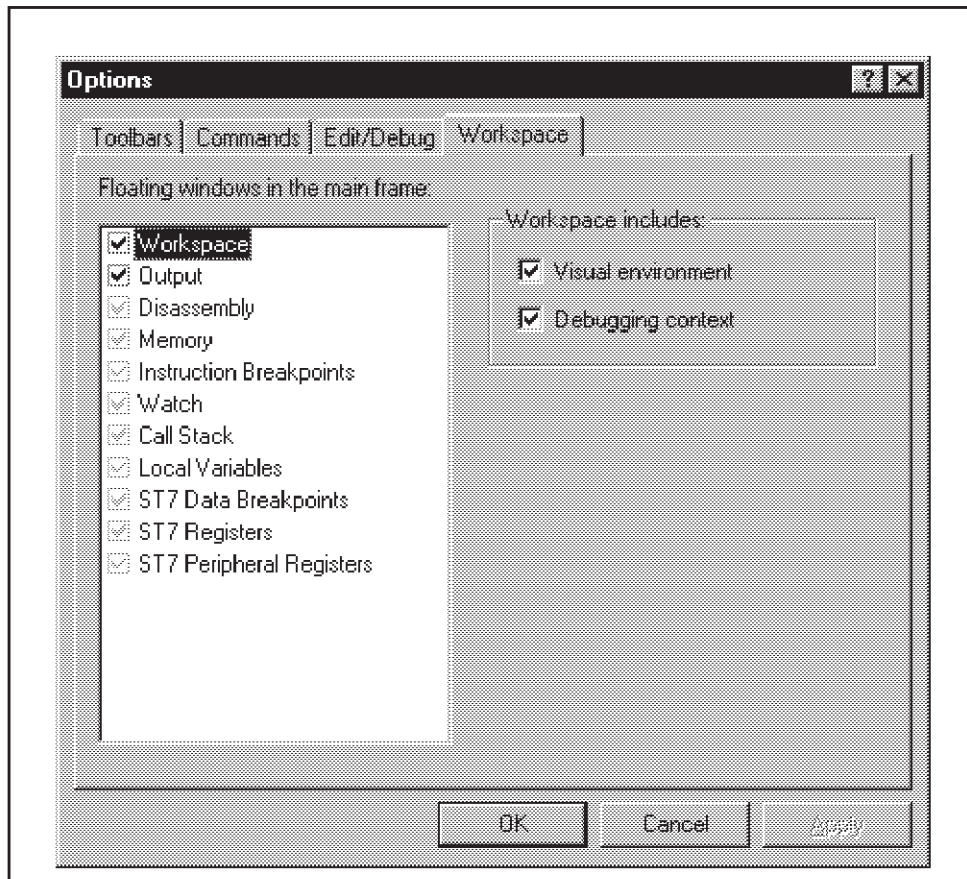 Options
Toolbars Commands Edit/Debug Workspace
Floating windows in the main frame:
Workspace
Output
Disassembly
Memory
Instruction Breakpoints
Watch
Call Stack
Local Variables
ST7 Data Breakpoints
ST7 Registers
ST7 Peripheral Registers
Workspace includes:
Visual environment
Debugging context
OK Cancel Apply